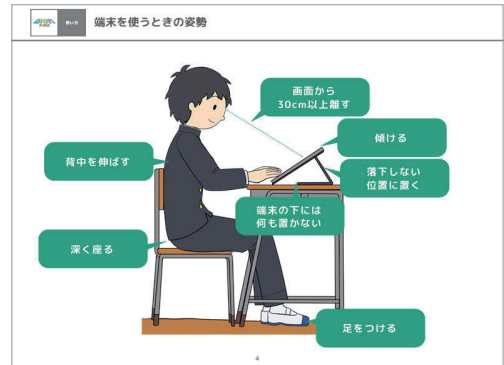 使い方
端末を使うときの姿勢
画面から
30cm以上離す
傾ける
背中を伸ばす
落下しない
位置に置く
端末の下には
何も置かない
深く座る
足をつける
4